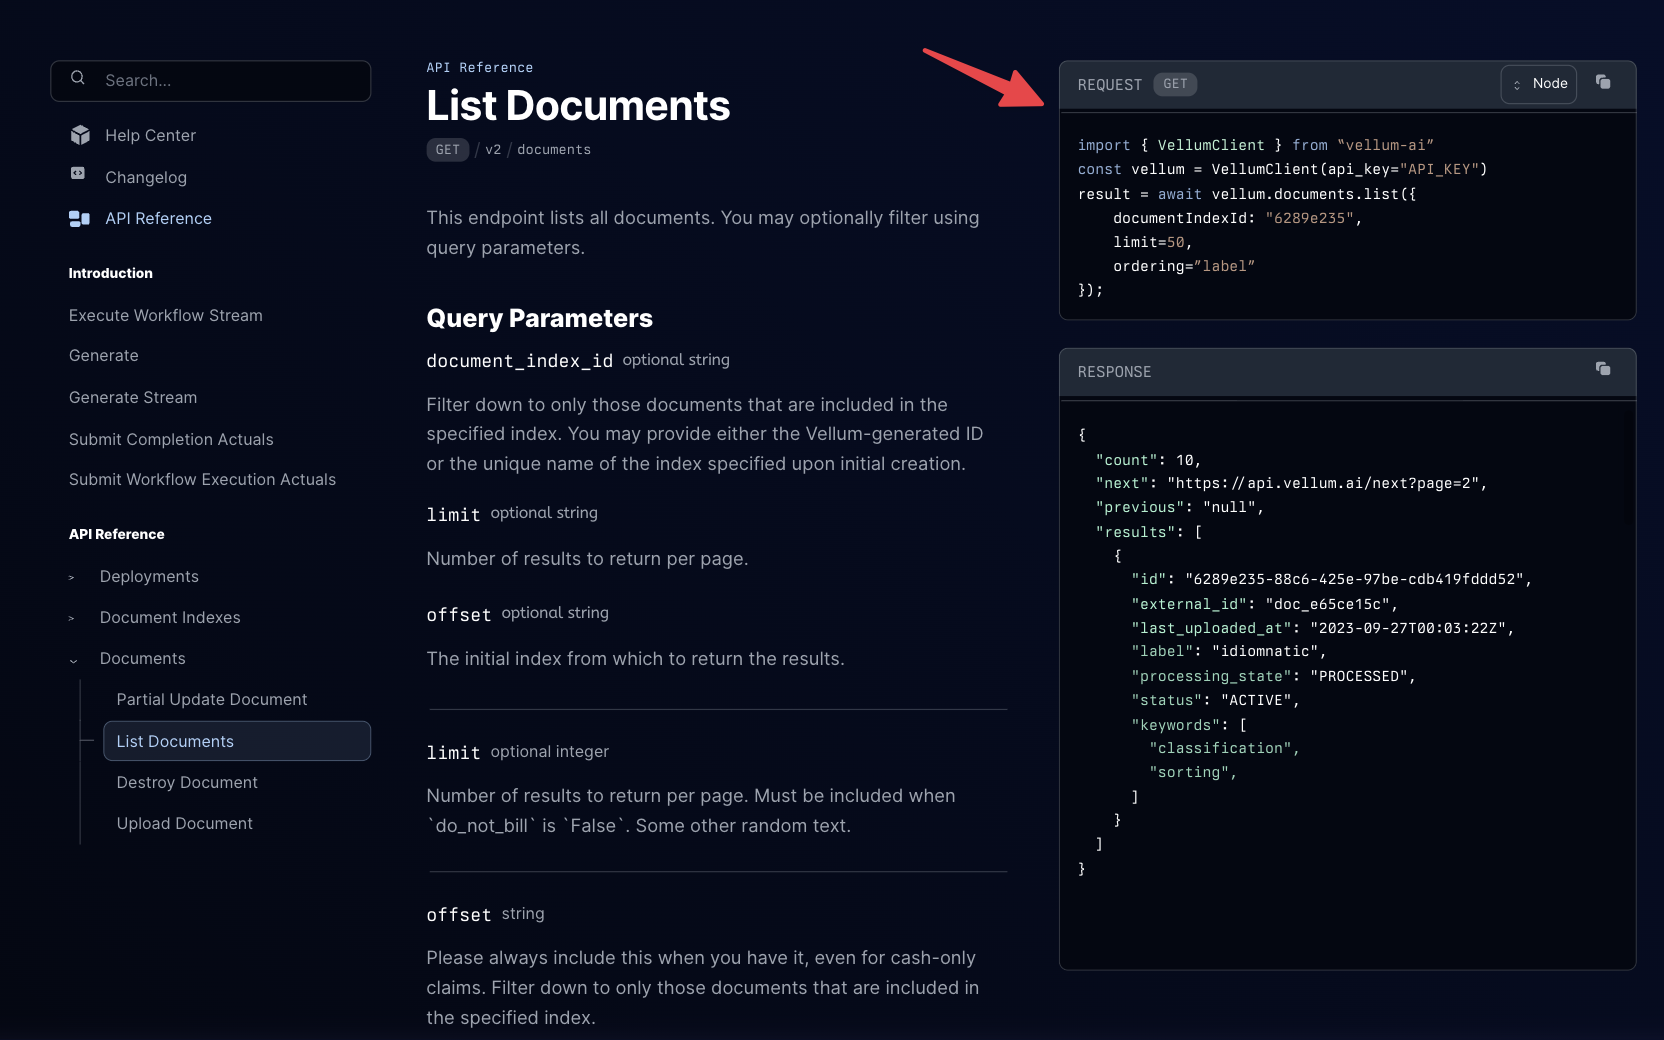 Search...
Help Center
Changelog
API Reference
Introduction
Execute Workflow Stream
Generate
Generate Stream
Submit Completion Actuals
Submit Workflow Execution Actuals
API Reference
> Deployments
> Document Indexes
Documents
Partial Update Document
List Documents
Destroy Document
Upload Document
API Reference
List Documents
GET / v2 / documents
This endpoint lists all documents. You may optionally filter using
query parameters.
Query Parameters
document_index_id optional string
Filter down to only those documents that are included in the
specified index. You may provide either the Vellum-generated ID
or the unique name of the index specified upon initial creation.
limit optional string
Number of results to return per page.
offset optional string
The initial index from which to return the results.
limit optional integer
Number of results to return per page. Must be included when
`do_not_bill` is `False`. Some other random text.
offset string
Please always include this when you have it, even for cash-only
claims. Filter down to only those documents that are included in
the specified index.
REQUEST GET Node
import { VellumClient } from “vellum-ai”
const vellum = VellumClient(api_key="API_KEY")
result = await vellum.documents.list({
documentIndexId: "6289e235",
limit=50,
ordering=”label”
});
RESPONSE
{
"count": 10,
"next": "https://api.vellum.ai/next?page=2",
"previous": "null",
"results": [
{
"id": "6289e235-88c6-425e-97be-cdb419fddd52",
"external_id": "doc_e65ce15c",
"last_uploaded_at": "2023-09-27T00:03:22Z",
"label": "idiomnatic",
"processing_state": "PROCESSED",
"status": "ACTIVE",
"keywords": [
"classification",
"sorting",
]
}
]
}